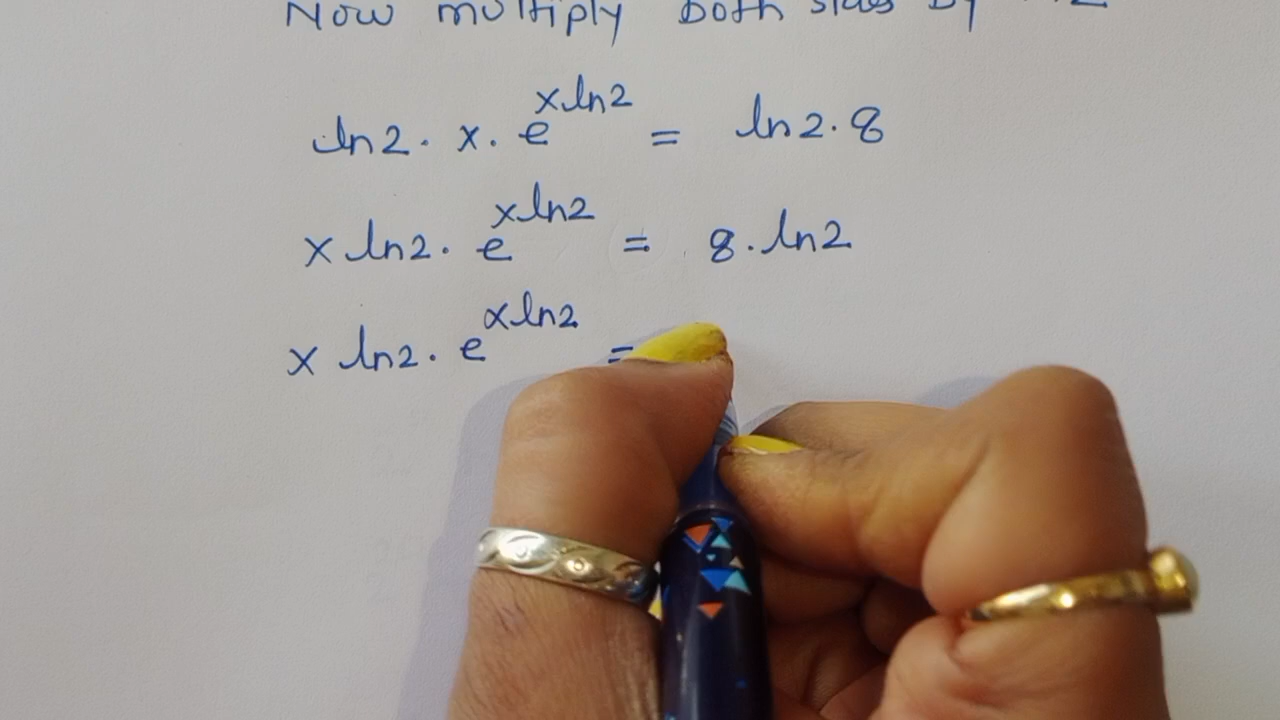 Now multiply both sides by
ln2 · x · e^{x ln2} = ln2 · 8
x ln2 · e^{x ln2} = 8 · ln2
x ln2 · e^{x ln2} =